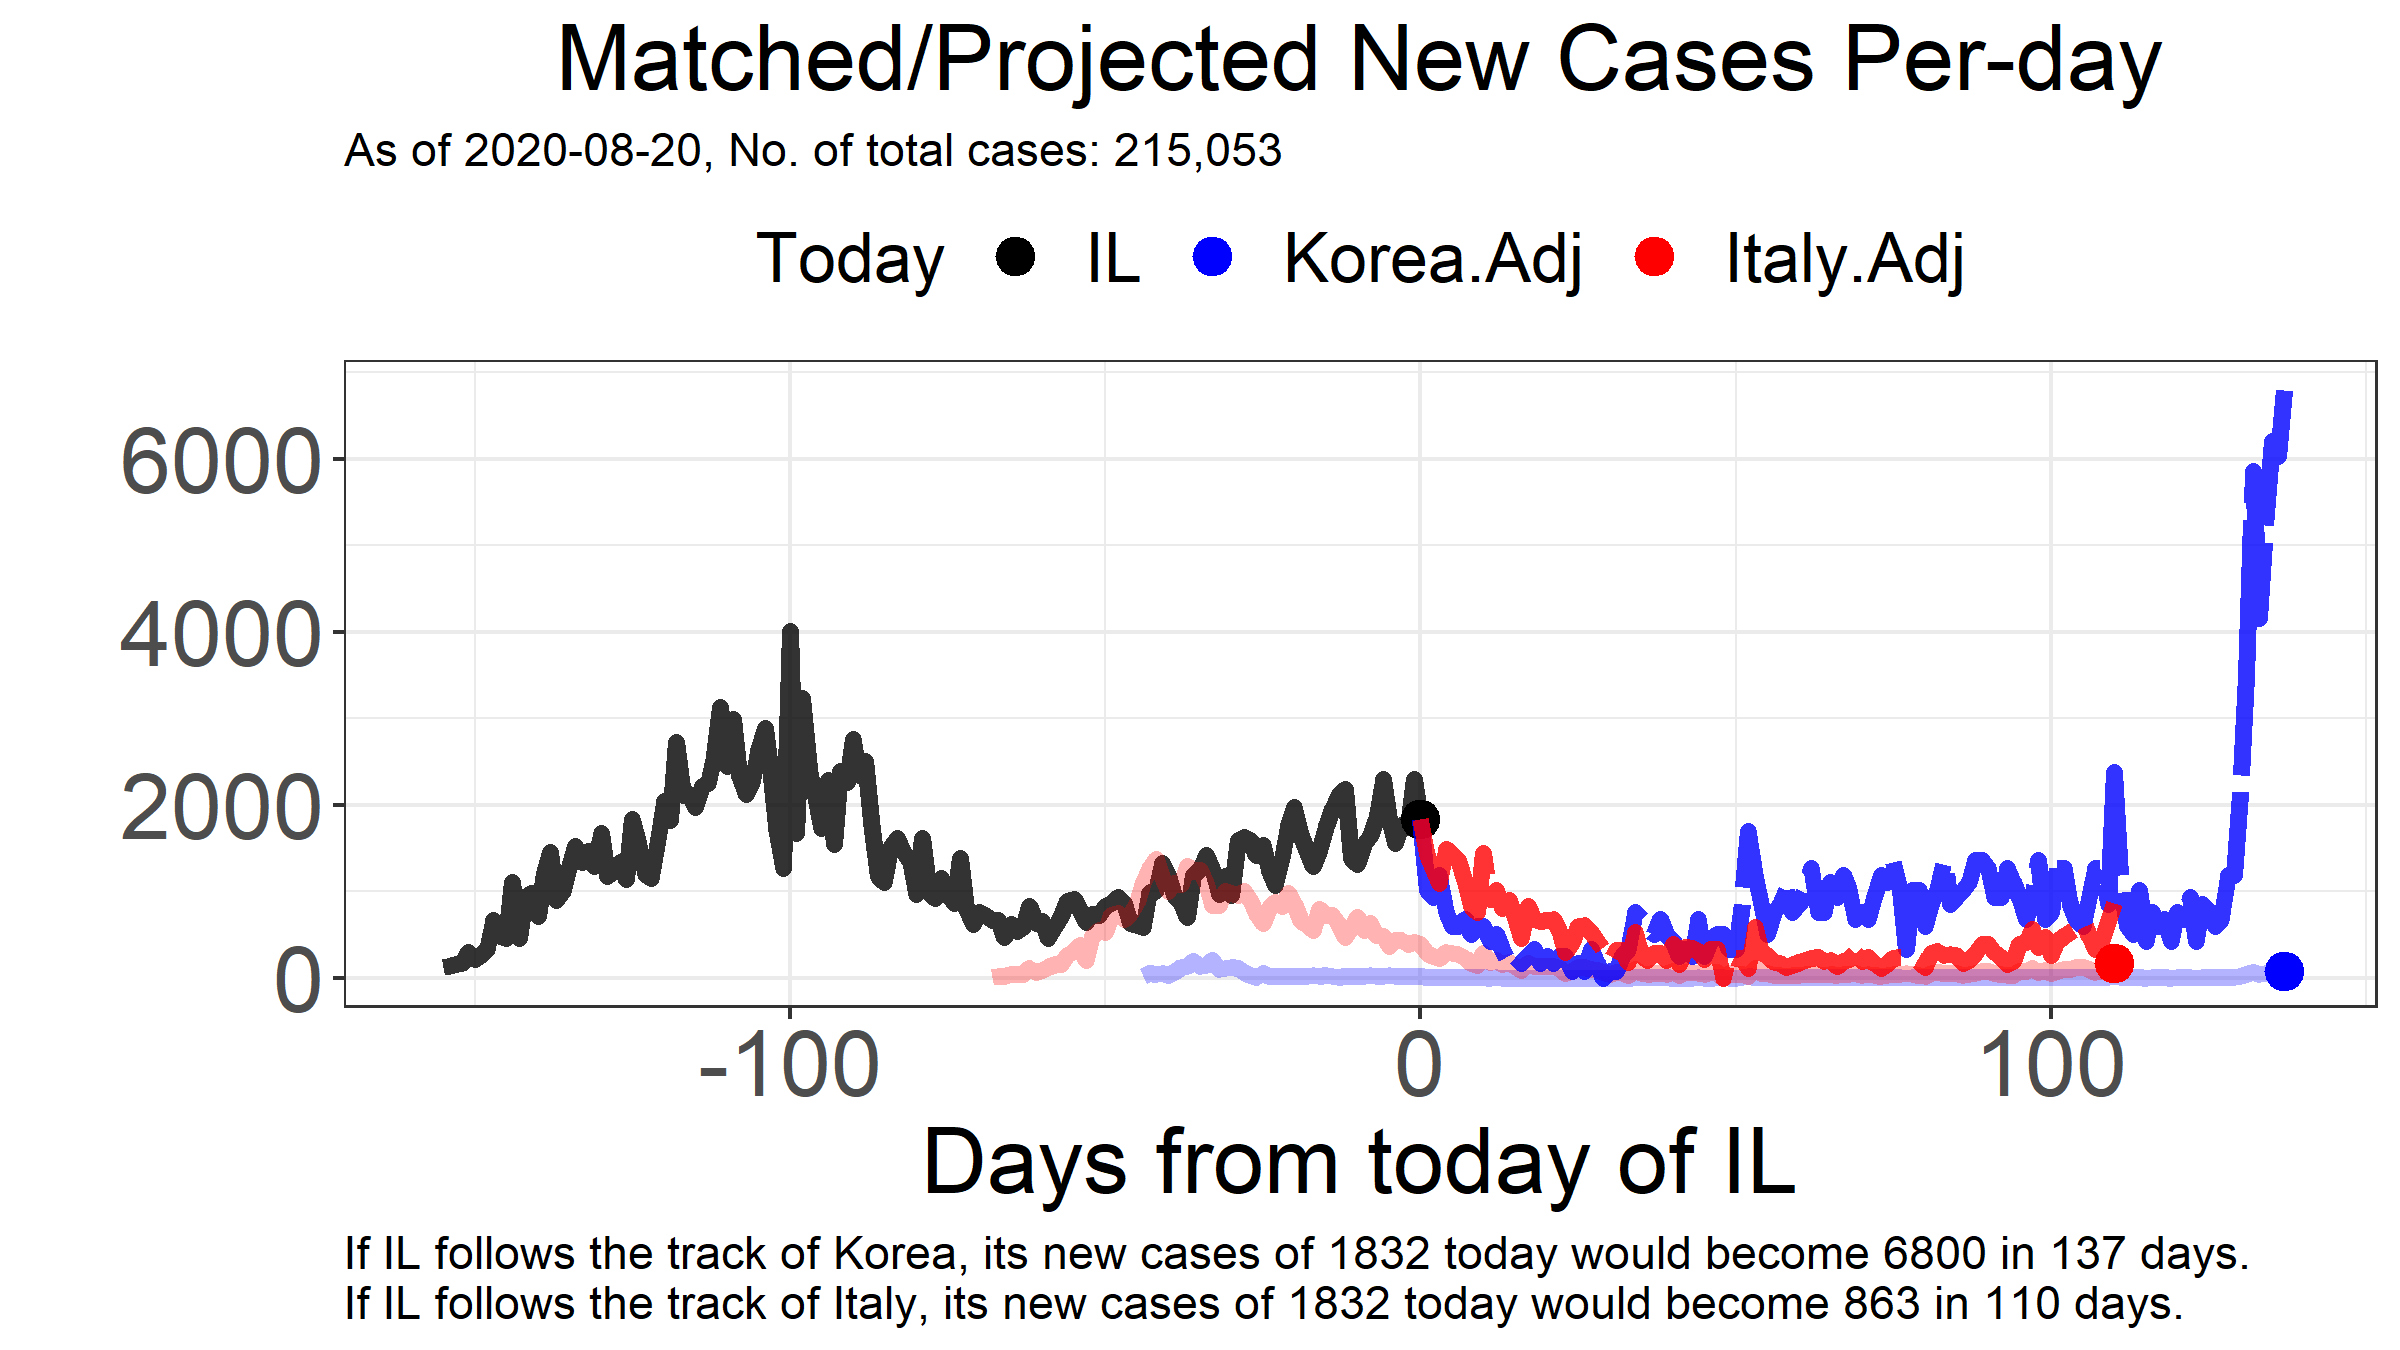 Matched/Projected New Cases Per-day
As of 2020-08-20, No. of total cases: 215,053
Today IL Korea.Adj Italy.Adj
6000
4000
2000
0
-100 0 100
Days from today of IL
If IL follows the track of Korea, its new cases of 1832 today would become 6800 in 137 days.
If IL follows the track of Italy, its new cases of 1832 today would become 863 in 110 days.